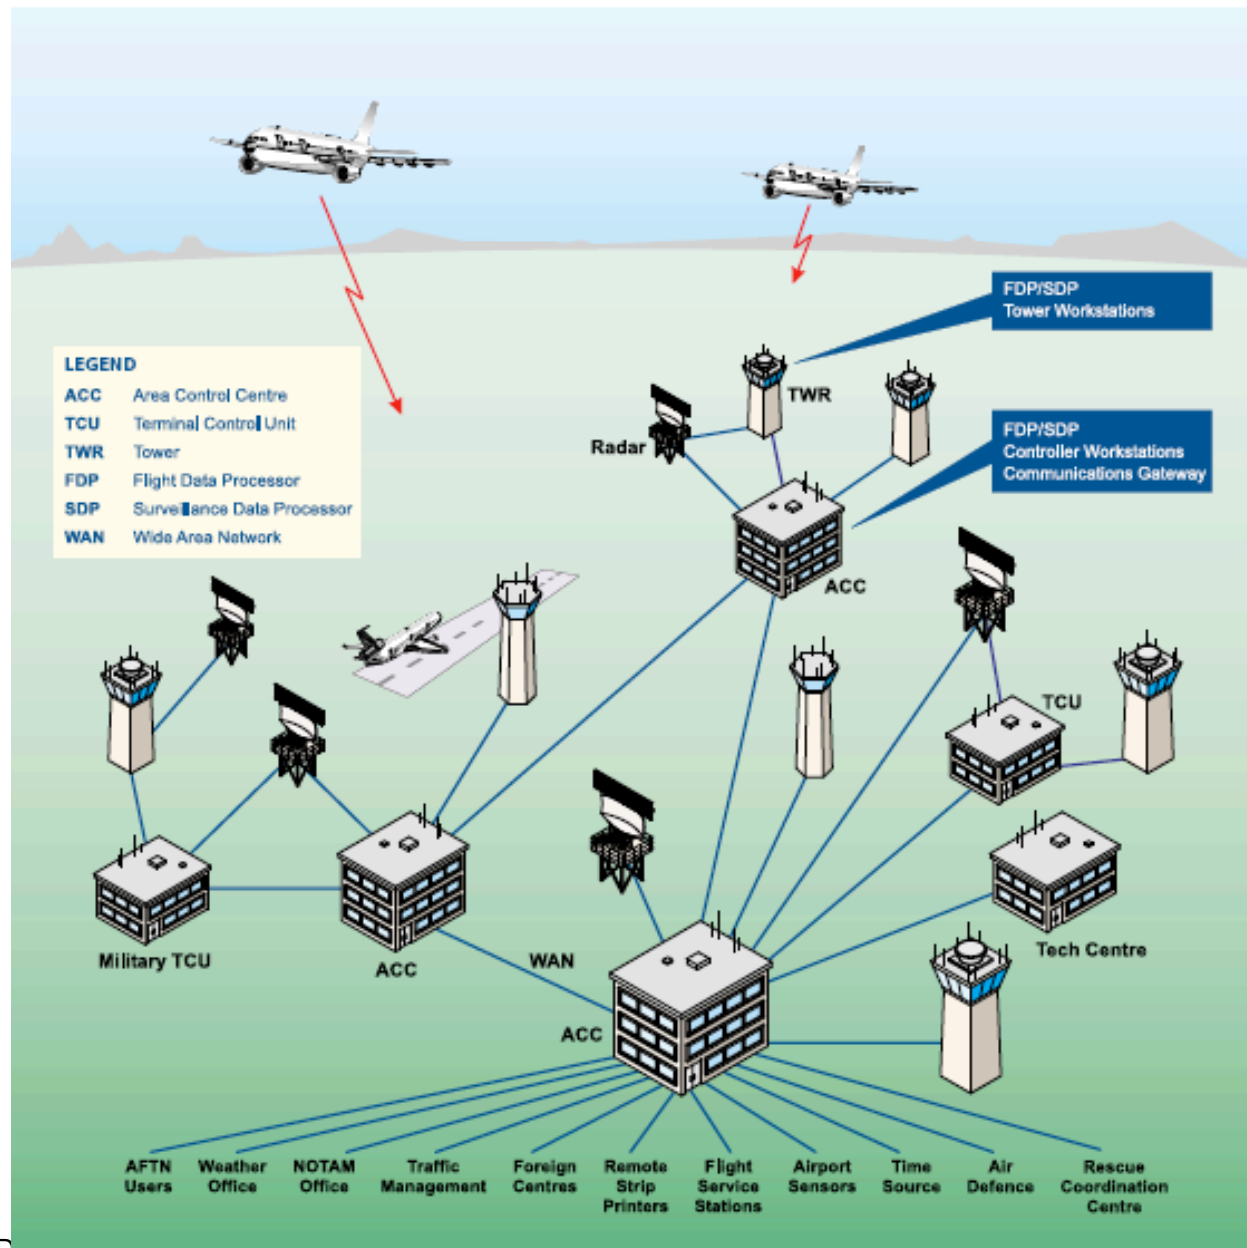 FDP/SDP
Tower Workstations
LEGEND
ACC Area Control Centre
TCU Terminal Control Unit
TWR Tower
FDP Flight Data Processor
SDP Surveillance Data Processor
WAN Wide Area Network
TWR
Radar
FDP/SDP
Controller Workstations
Communications Gateway
ACC
TCU
Military TCU
ACC
WAN
Tech Centre
ACC
AFTN
Users
Weather
Office
NOTAM
Office
Traffic
Management
Foreign
Centres
Remote
Strip
Printers
Flight
Service
Stations
Airport
Sensors
Time
Source
Air
Defence
Rescue
Coordination
Centre